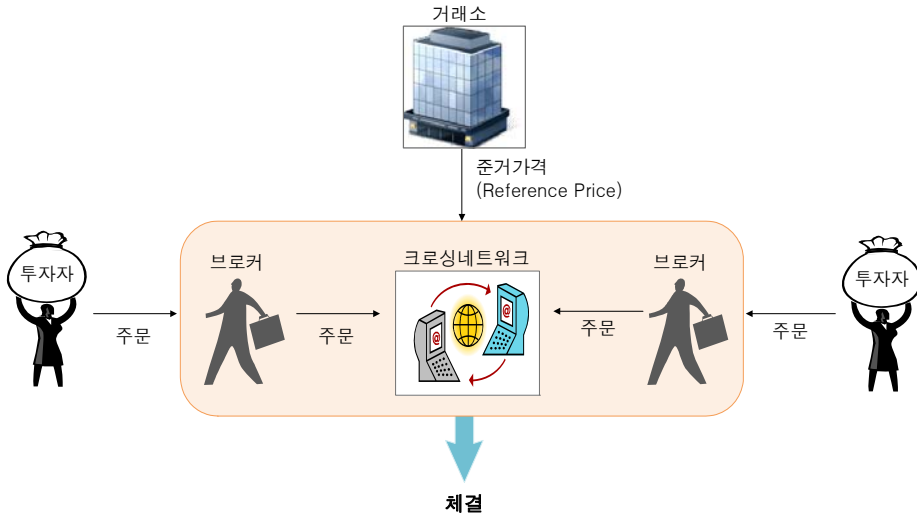 거래소
준거가격
(Reference Price)
브로커
크로싱네트워크
브로커
투자자
투자자
@
@
주문
주문
주문
주문
체결